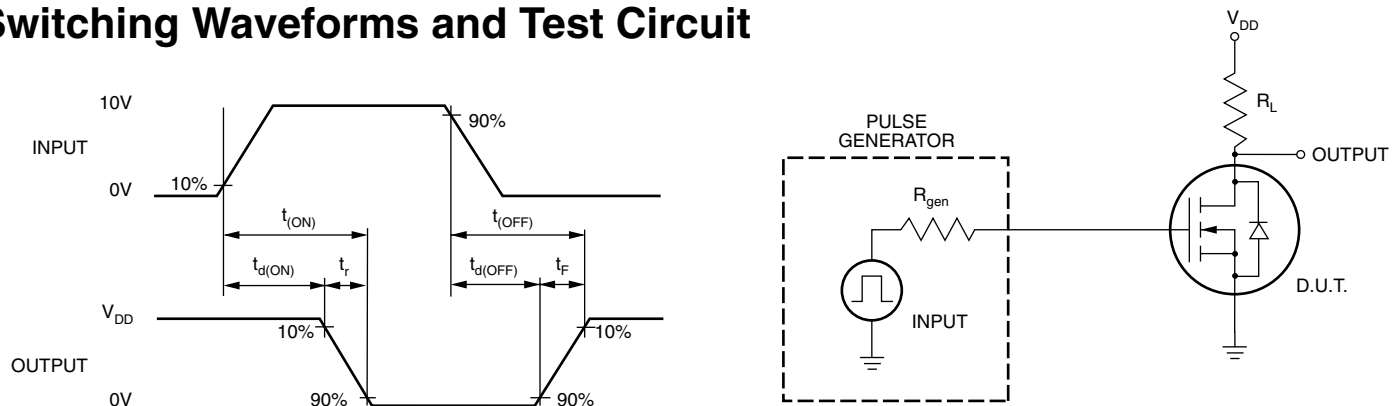 Switching Waveforms and Test Circuit
10V
INPUT
0V
10%
90%
t(ON)
t(OFF)
td(ON)
tr
td(OFF)
tF
VDD
OUTPUT
0V
10%
90%
10%
90%
PULSE
GENERATOR
Rgen
INPUT
VDD
RL
OUTPUT
D.U.T.